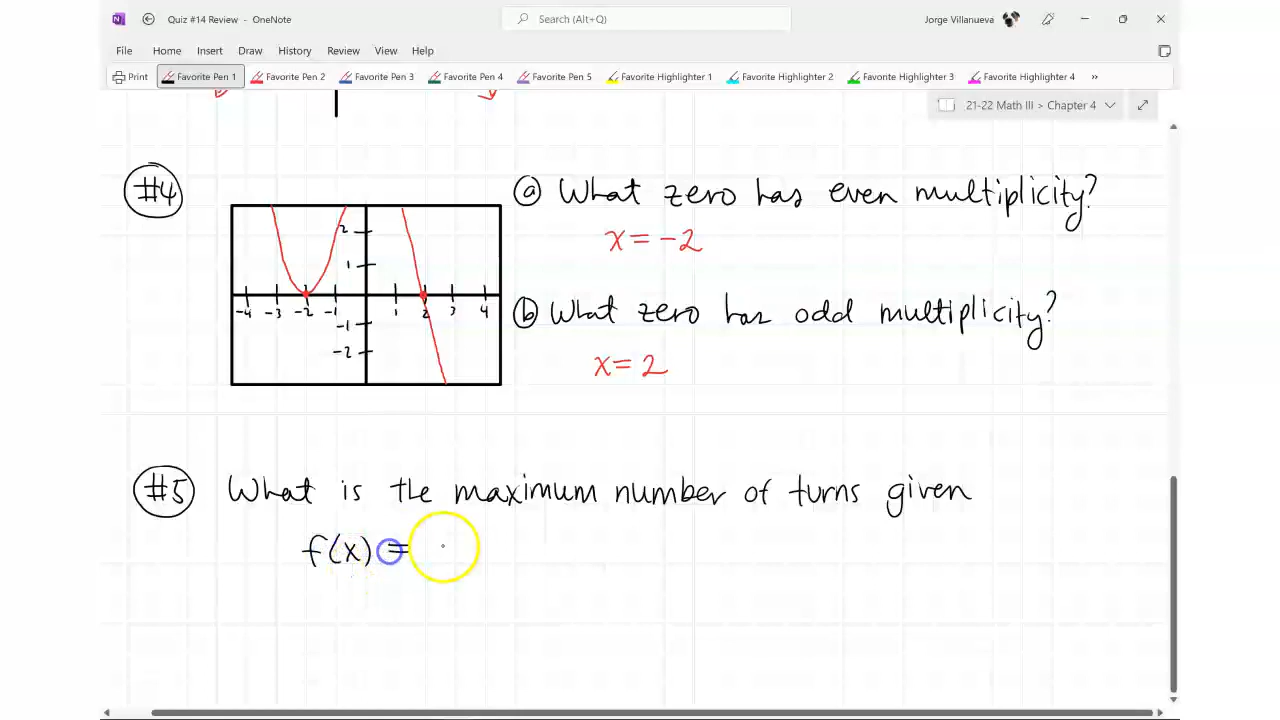 Quiz #14 Review - OneNote
Search (Alt+Q)
Jorge Villanueva
File Home Insert Draw History Review View Help
Print Favorite Pen 1 Favorite Pen 2 Favorite Pen 3 Favorite Pen 4 Favorite Pen 5 Favorite Highlighter 1 Favorite Highlighter 2 Favorite Highlighter 3 Favorite Highlighter 4 »
21-22 Math III > Chapter 4
#4
2
1
-4 -3 -2 -1 1 2 3 4
-1
-2
ⓐ What zero has even multiplicity?
x = -2
ⓑ What zero has odd multiplicity?
x = 2
#5 What is the maximum number of turns given
f(x) =